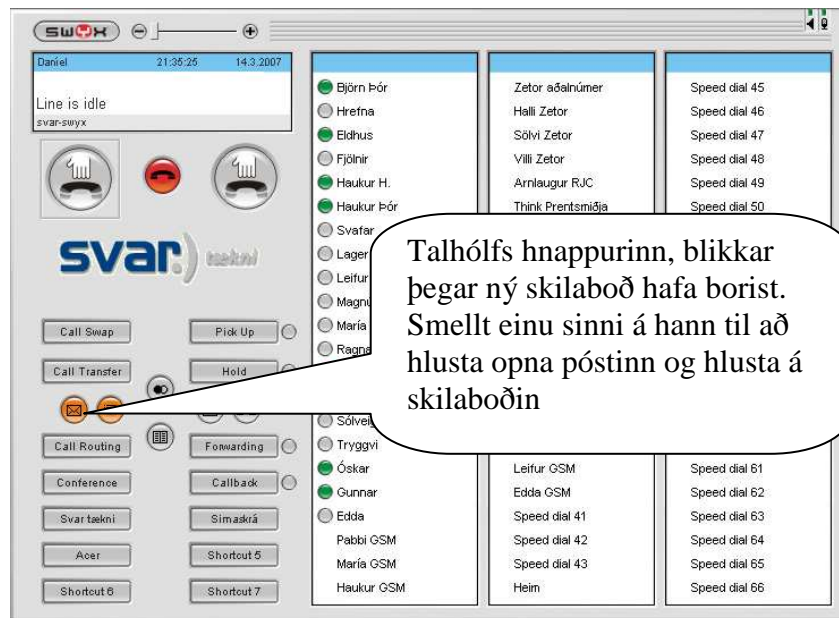 swyx
Daníel 21:35:25 14.3.2007
Line is idle
svar-swyx
svar tækni
Call Swap
Pick Up
Call Transfer
Hold
Call Routing
Forwarding
Conference
Callback
Svar tækni
Símaskrá
Acer
Shortcut 5
Shortcut 6
Shortcut 7
Björn Þór
Hrefna
Eldhus
Fjölnir
Haukur H.
Haukur Þór
Svafar
Lager
Leifur
Magnú
María
Ragna
Sólveig
Tryggvi
Óskar
Gunnar
Edda
Pabbi GSM
María GSM
Haukur GSM
Zetor aðalnúmer
Halli Zetor
Sölvi Zetor
Villi Zetor
Arnlaugur RJC
Think Prentsmiðja
Leifur GSM
Edda GSM
Speed dial 41
Speed dial 42
Speed dial 43
Heim
Speed dial 45
Speed dial 46
Speed dial 47
Speed dial 48
Speed dial 49
Speed dial 50
Speed dial 61
Speed dial 62
Speed dial 63
Speed dial 64
Speed dial 65
Speed dial 66
Talhólfs hnappurinn, blikkar
þegar ný skilaboð hafa borist.
Smellt einu sinni á hann til að
hlusta opna póstinn og hlusta á
skilaboðin